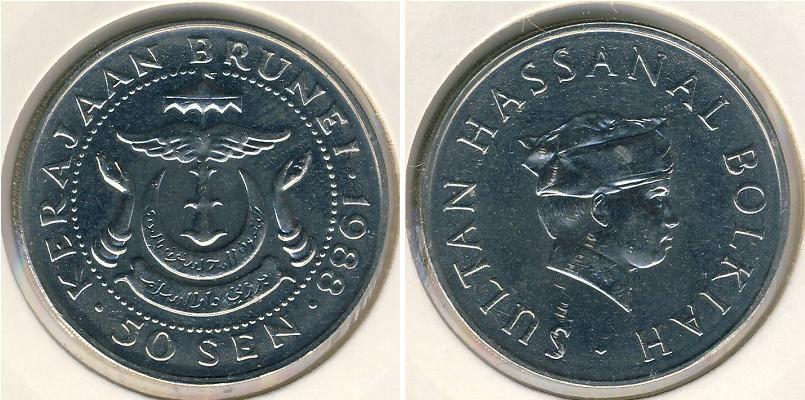 KERAJAAN BRUNEI · 1988 ·
50 SEN ·
SULTAN HASSANAL BOLKIAH ·